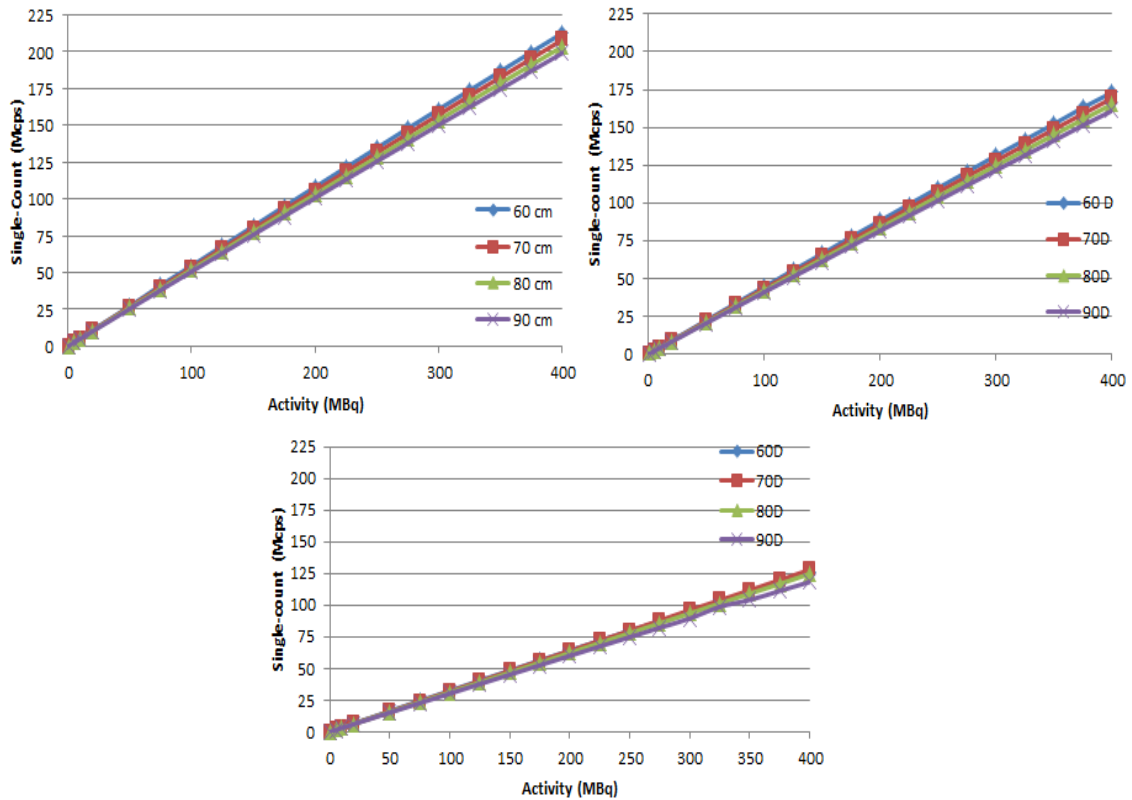 225
200
175
150
125
100
75
50
25
0
Single-Count (Mcps)
60 cm
70 cm
80 cm
90 cm
0 100 200 300 400
Activity (MBq)
225
200
175
150
125
100
75
50
25
0
Single-count (Mcps)
60 D
70D
80D
90D
0 100 200 300 400
Activity (MBq)
225
200
175
150
125
100
75
50
25
0
Single-count (Mcps)
60D
70D
80D
90D
0 50 100 150 200 250 300 350 400
Activity (MBq)